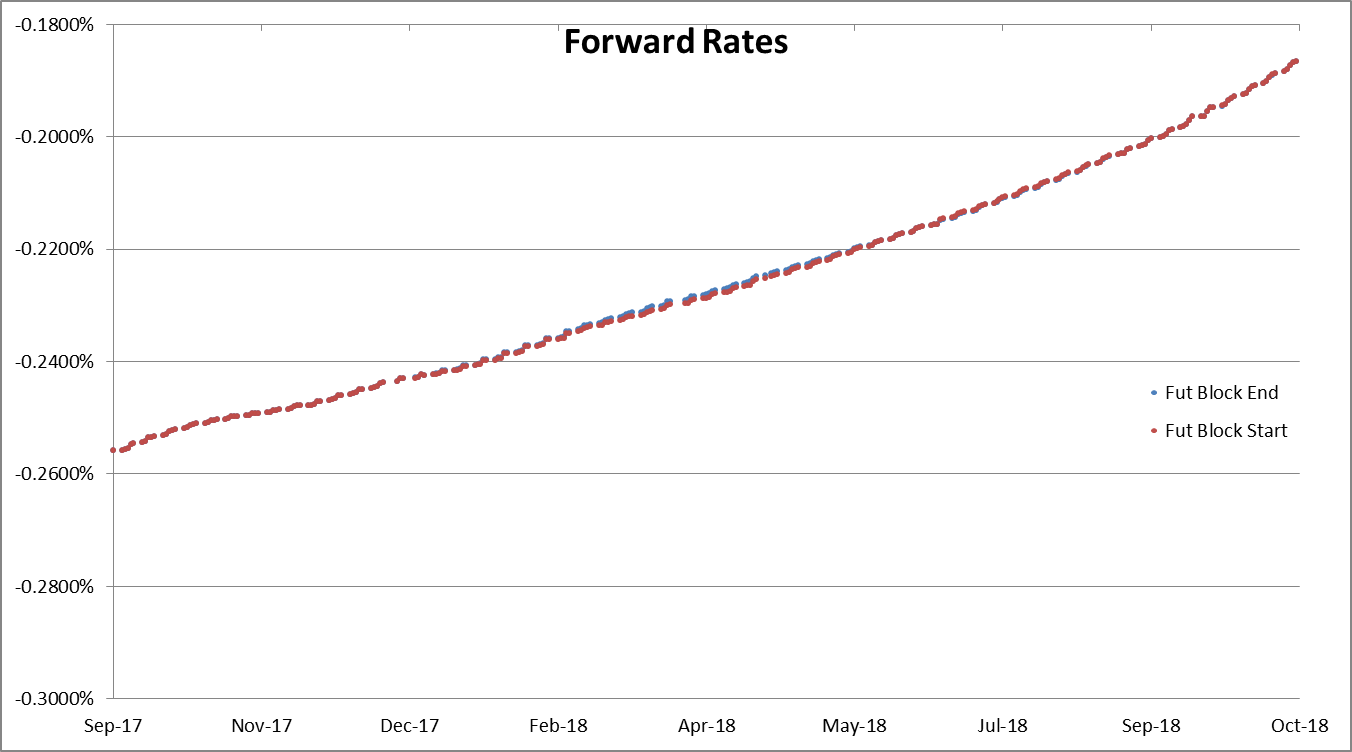 Forward Rates
-0.1800%
-0.2000%
-0.2200%
-0.2400%
-0.2600%
-0.2800%
-0.3000%
Fut Block End
Fut Block Start
Sep-17 Nov-17 Dec-17 Feb-18 Apr-18 May-18 Jul-18 Sep-18 Oct-18